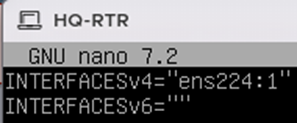 HQ-RTR
GNU nano 7.2
INTERFACESv4="ens224:1"
INTERFACESv6=""